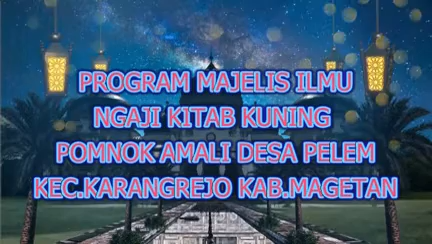 PROGRAM MAJELIS ILMU
NGAJI KITAB KUNING
POMNOK AMALI DESA PELEM
KEC.KARANGREJO KAB.MAGETAN